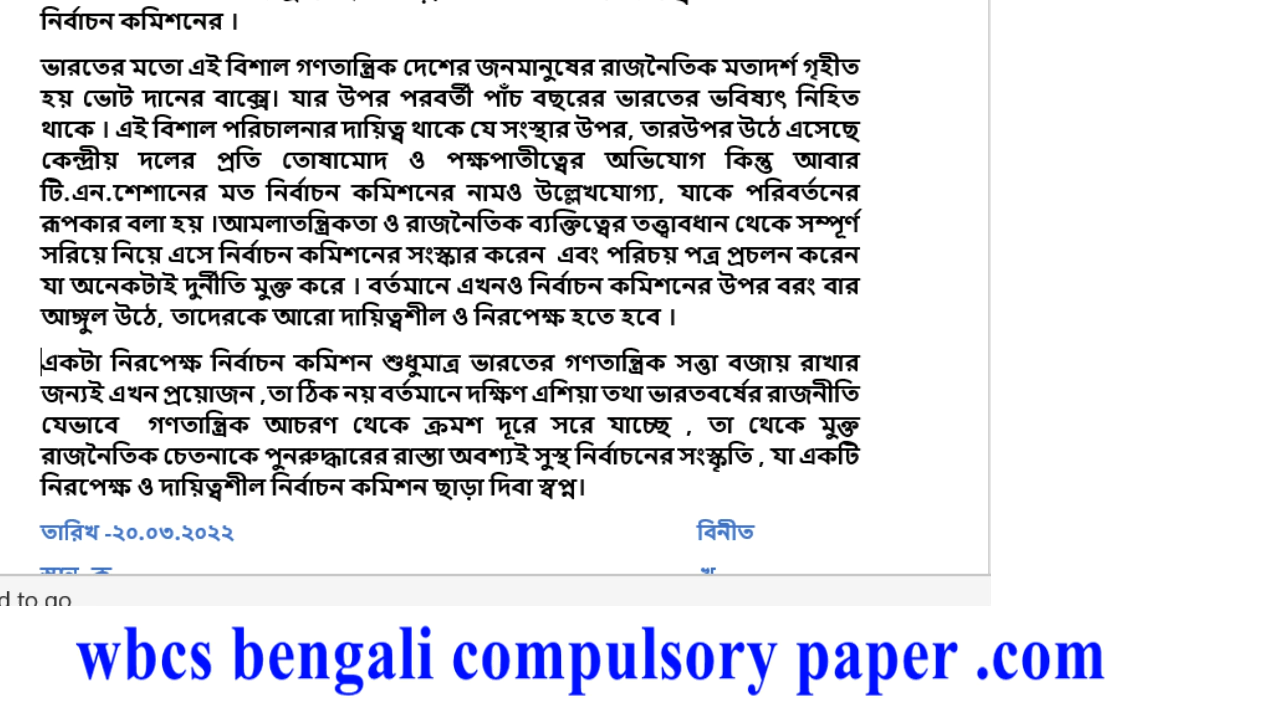 নির্বাচন কমিশনের ।
ভারতের মতো এই বিশাল গণতান্ত্রিক দেশের জনমানুষের রাজনৈতিক মতাদর্শ গৃহীত
হয় ভোট দানের বাক্সে। যার উপর পরবর্তী পাঁচ বছরের ভারতের ভবিষ্যৎ নিহিত
থাকে । এই বিশাল পরিচালনার দায়িত্ব থাকে যে সংস্থার উপর, তারউপর উঠে এসেছে
কেন্দ্রীয় দলের প্রতি তোষামোদ ও পক্ষপাতীত্বের অভিযোগ কিন্তু আবার
টি.এন.শেশানের মত নির্বাচন কমিশনের নামও উল্লেখযোগ্য, যাকে পরিবর্তনের
রূপকার বলা হয় ।আমলাতন্ত্রিকতা ও রাজনৈতিক ব্যক্তিত্বের তত্ত্বাবধান থেকে সম্পূর্ণ
সরিয়ে নিয়ে এসে নির্বাচন কমিশনের সংস্কার করেন এবং পরিচয় পত্র প্রচলন করেন
যা অনেকটাই দুর্নীতি মুক্ত করে । বর্তমানে এখনও নির্বাচন কমিশনের উপর বরং বার
আঙ্গুল উঠে, তাদেরকে আরো দায়িত্বশীল ও নিরপেক্ষ হতে হবে ।
একটা নিরপেক্ষ নির্বাচন কমিশন শুধুমাত্র ভারতের গণতান্ত্রিক সত্তা বজায় রাখার
জন্যই এখন প্রয়োজন ,তা ঠিক নয় বর্তমানে দক্ষিণ এশিয়া তথা ভারতবর্ষের রাজনীতি
যেভাবে গণতান্ত্রিক আচরণ থেকে ক্রমশ দূরে সরে যাচ্ছে , তা থেকে মুক্ত
রাজনৈতিক চেতনাকে পুনরুদ্ধারের রাস্তা অবশ্যই সুস্থ নির্বাচনের সংস্কৃতি , যা একটি
নিরপেক্ষ ও দায়িত্বশীল নির্বাচন কমিশন ছাড়া দিবা স্বপ্ন।
তারিখ -২০.০৩.২০২২ বিনীত
d to go
wbcs bengali compulsory paper .com